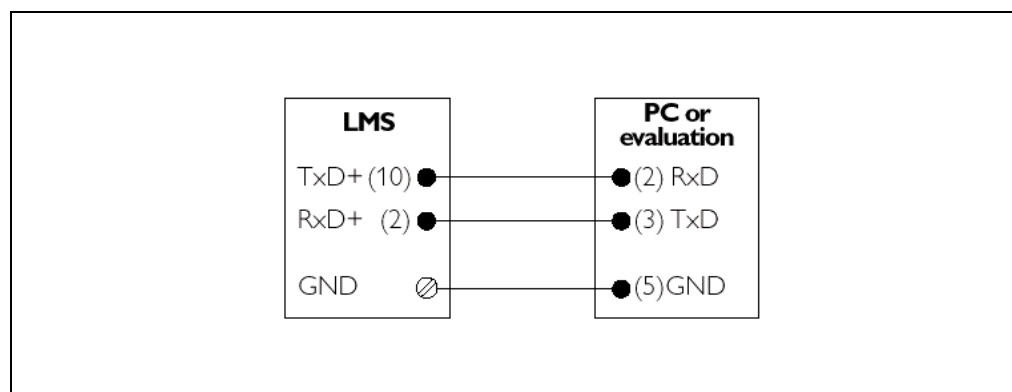 LMS
TxD+ (10)
RxD+ (2)
GND
PC or
evaluation
(2) RxD
(3) TxD
(5)GND